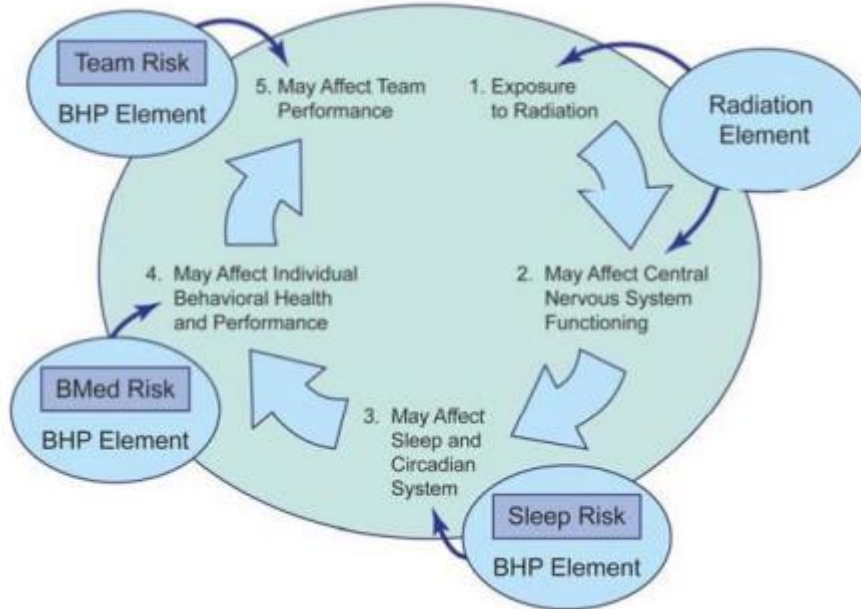 Team Risk
BHP Element
5. May Affect Team
Performance
1. Exposure
to Radiation
Radiation
Element
2. May Affect Central
Nervous System
Functioning
3. May Affect
Sleep and
Circadian
System
Sleep Risk
BHP Element
4. May Affect Individual
Behavioral Health
and Performance
BMed Risk
BHP Element